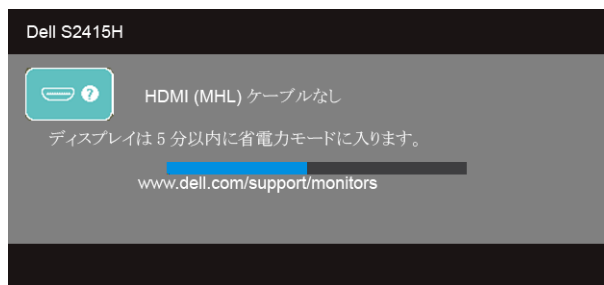 Dell S2415H
?
HDMI (MHL) ケーブルなし
ディスプレイは 5 分以内に省電力モードに入ります。
www.dell.com/support/monitors